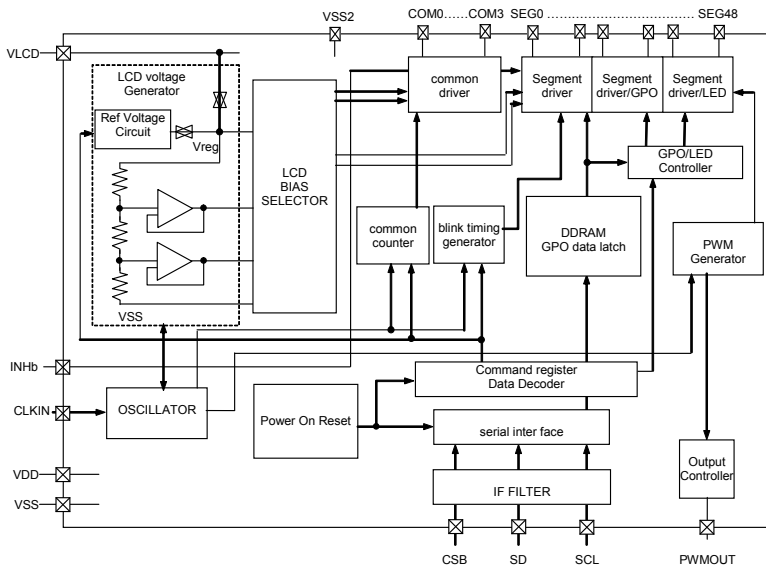 VSS2
COM0......COM3
SEG0 ........................ SEG48
VLCD
LCD voltage
Generator
Ref Voltage
Circuit
Vreg
LCD
BIAS
SELECTOR
common
driver
Segment
driver
Segment
driver/GPO
Segment
driver/LED
GPO/LED
Controller
common
counter
blink timing
generator
DDRAM
GPO data latch
PWM
Generator
VSS
INHb
CLKIN
OSCILLATOR
Command register
Data Decoder
Power On Reset
serial inter face
VDD
VSS
IF FILTER
Output
Controller
CSB
SD
SCL
PWMOUT